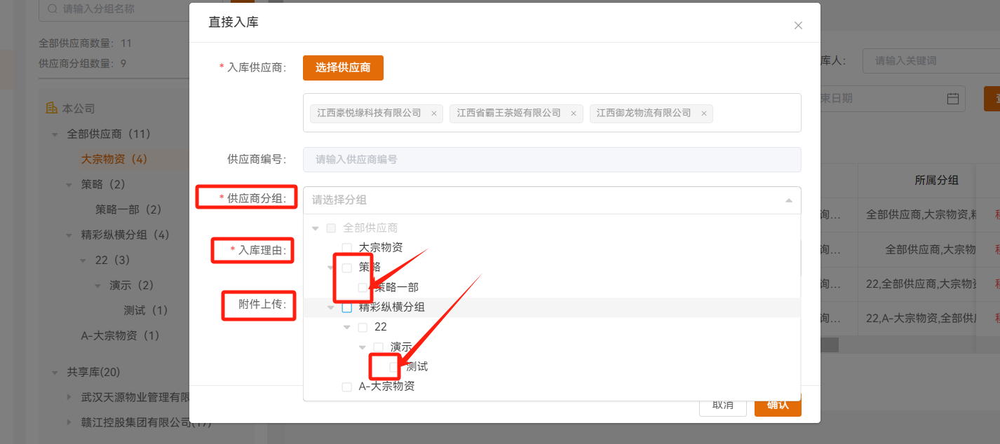 请输入分组名称
全部供应商数量: 11
供应商分组数量: 9
本公司
全部供应商（11）
大宗物资（4）
策略（2）
策略一部（2）
精彩纵横分组（4）
22（3）
演示（2）
测试（1）
A-大宗物资（1）
共享库(20)
武汉天源物业管理有限
赣江控股集团有限公司(17)
直接入库
* 入库供应商:
选择供应商
江西豪悦缘科技有限公司 ×
江西省霸王茶姬有限公司 ×
江西御龙物流有限公司 ×
供应商编号:
请输入供应商编号
* 供应商分组:
请选择分组
全部供应商
大宗物资
策略
策略一部
精彩纵横分组
22
演示
测试
A-大宗物资
* 入库理由:
附件上传:
取消
确认
库人:
请输入关键词
束日期
所属分组
询...
全部供应商,大宗物资,精
询...
全部供应商,大宗物
询...
22,全部供应商,大宗物资
询...
22,A-大宗物资,全部供应